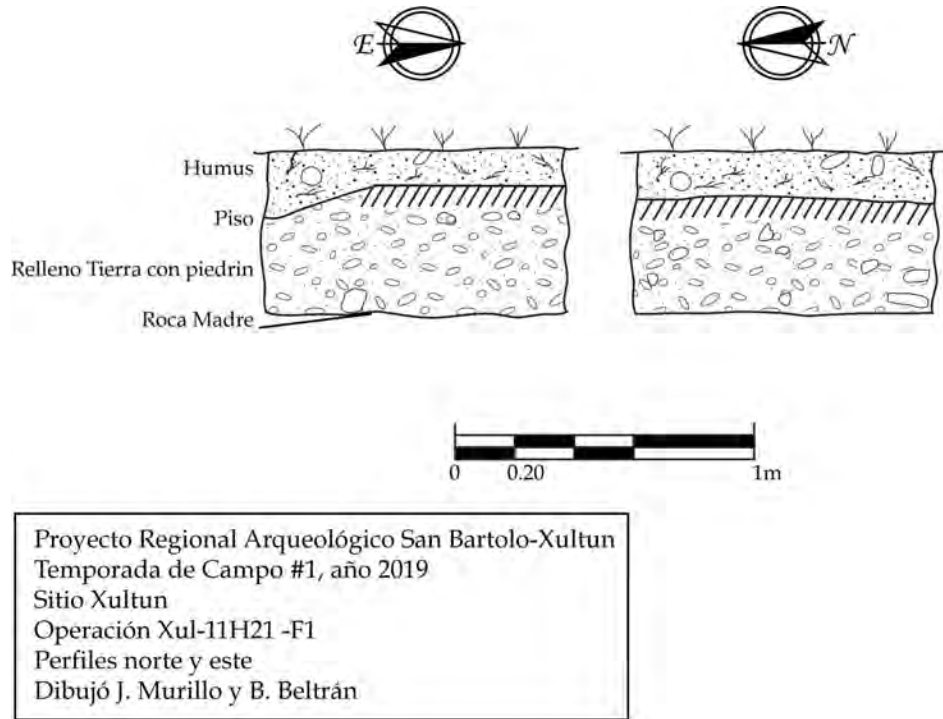 E
N
Humus
Piso
Relleno Tierra con piedrin
Roca Madre
0 0.20 1m
Proyecto Regional Arqueológico San Bartolo-Xultun
Temporada de Campo #1, año 2019
Sitio Xultun
Operación Xul-11H21 -F1
Perfiles norte y este
Dibujó J. Murillo y B. Beltrán